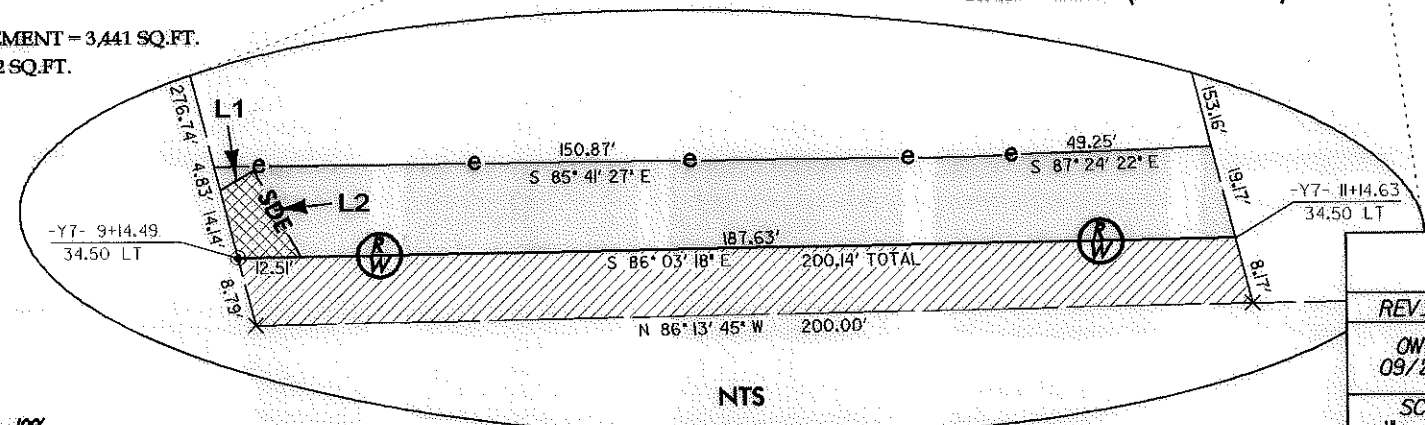 EMENT = 3,441 SQ.FT.
2 SQ.FT.
276.74'
L1
153.16'
e e e e e
150.87'
S 85° 41' 27" E
49.25'
S 87° 24' 22" E
4.83'
14.14'
SDE
L2
19.17'
-Y7- 9+14.49
34.50 LT
-Y7- 11+14.63
34.50 LT
12.51'
R/W
187.63'
S 86° 03' 18" E 200.14' TOTAL
R/W
8.79'
8.17'
N 86° 13' 45" W 200.00'
NTS
REV.
OW
09/2
SC